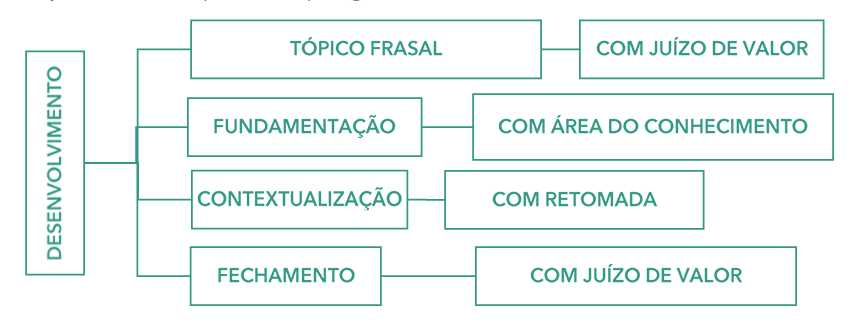 DESENVOLVIMENTO
TÓPICO FRASAL
COM JUÍZO DE VALOR
FUNDAMENTAÇÃO
COM ÁREA DO CONHECIMENTO
CONTEXTUALIZAÇÃO
COM RETOMADA
FECHAMENTO
COM JUÍZO DE VALOR